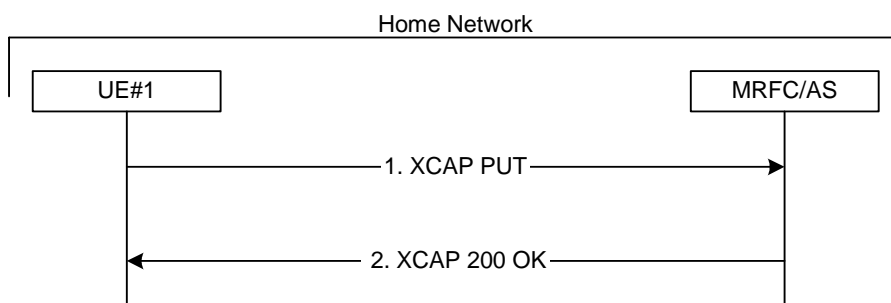 Home Network
UE#1
MRFC/AS
1. XCAP PUT
2. XCAP 200 OK